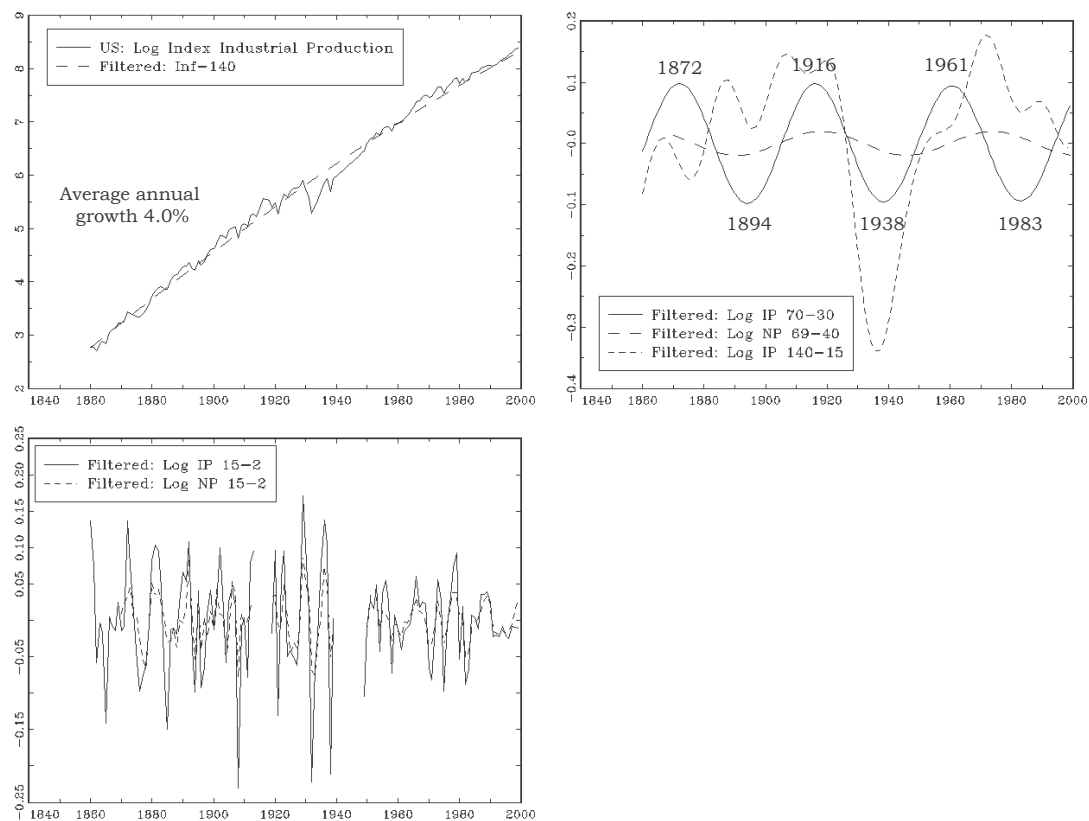 9
8
7
6
5
4
3
2
US: Log Index Industrial Production
Filtered: Inf-140
Average annual
growth 4.0%
1840 1860 1880 1900 1920 1940 1960 1980 2000
0.2
0.1
-0.0
-0.1
-0.2
-0.3
-0.4
1872 1916 1961
1894 1938 1983
Filtered: Log IP 70-30
Filtered: Log NP 69-40
Filtered: Log IP 140-15
1840 1860 1880 1900 1920 1940 1960 1980 2000
0.25
0.20
0.15
0.10
0.05
-0.05
-0.15
-0.25
Filtered: Log IP 15-2
Filtered: Log NP 15-2
1840 1860 1880 1900 1920 1940 1960 1980 2000